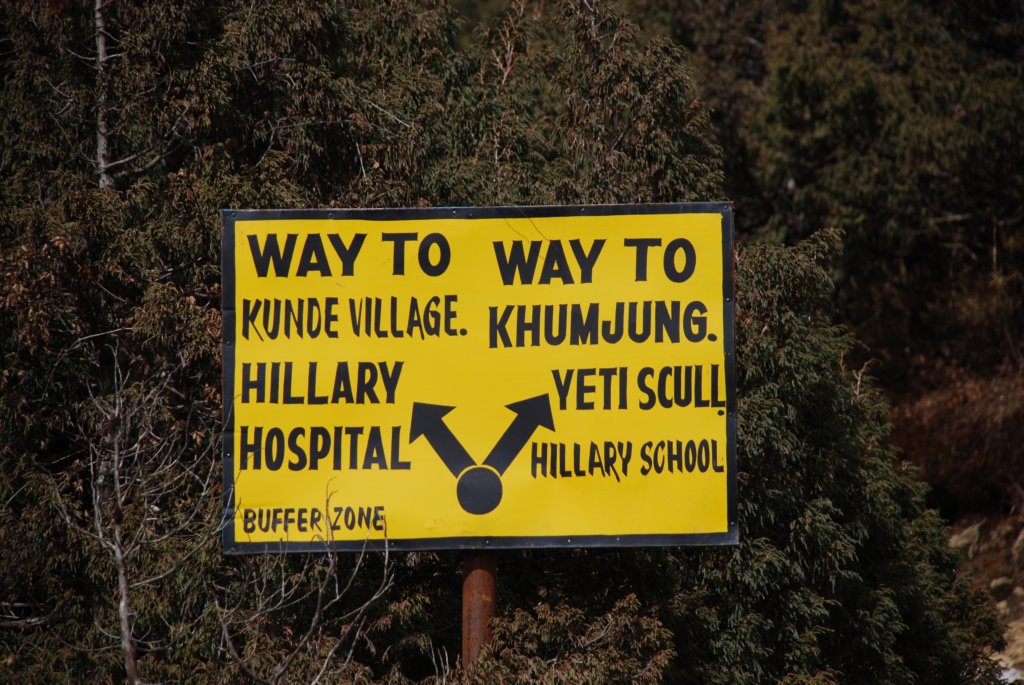 WAY TO
KUNDE VILLAGE.
HILLARY
HOSPITAL
BUFFER ZONE
WAY TO
KHUMJUNG.
YETI SCULL
HILLARY SCHOOL